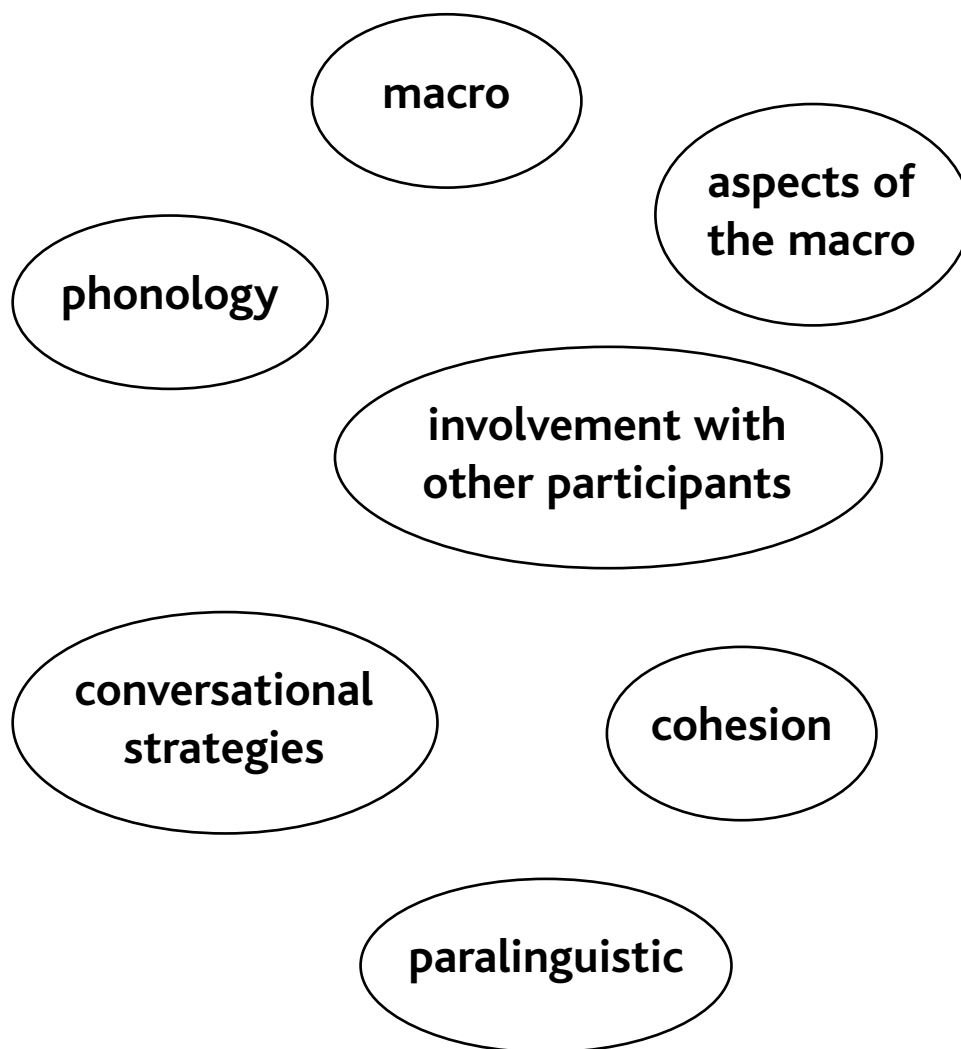 macro
aspects of
the macro
phonology
involvement with
other participants
conversational
strategies
cohesion
paralinguistic